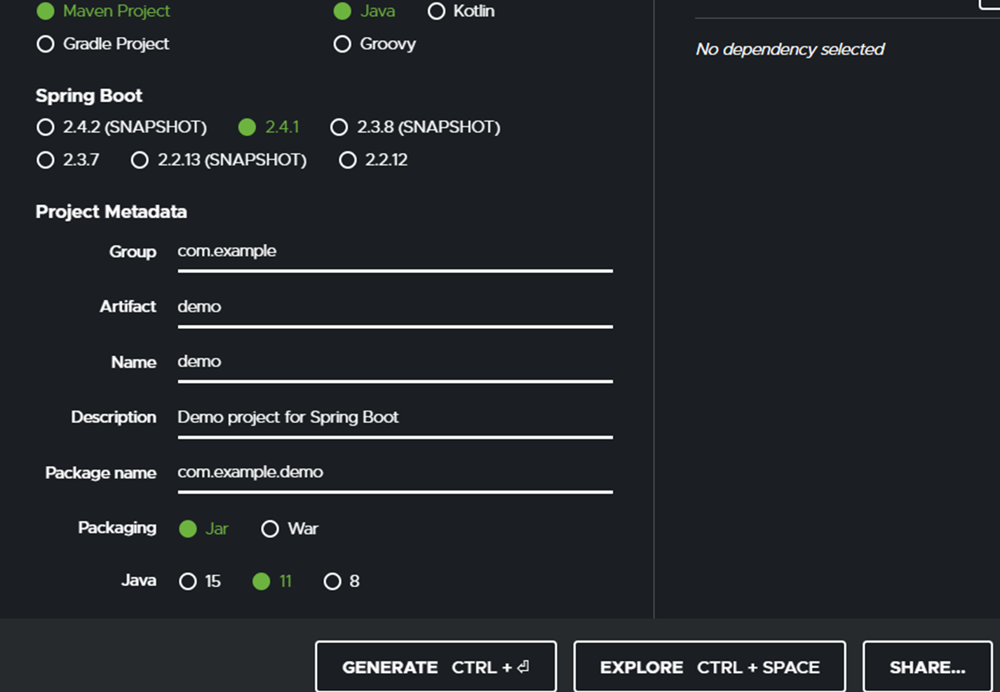 Maven Project Java Kotlin
Gradle Project Groovy
No dependency selected
Spring Boot
2.4.2 (SNAPSHOT) 2.4.1 2.3.8 (SNAPSHOT)
2.3.7 2.2.13 (SNAPSHOT) 2.2.12
Project Metadata
Group com.example
Artifact demo
Name demo
Description Demo project for Spring Boot
Package name com.example.demo
Packaging Jar War
Java 15 11 8
GENERATE CTRL + ⏎ EXPLORE CTRL + SPACE SHARE...